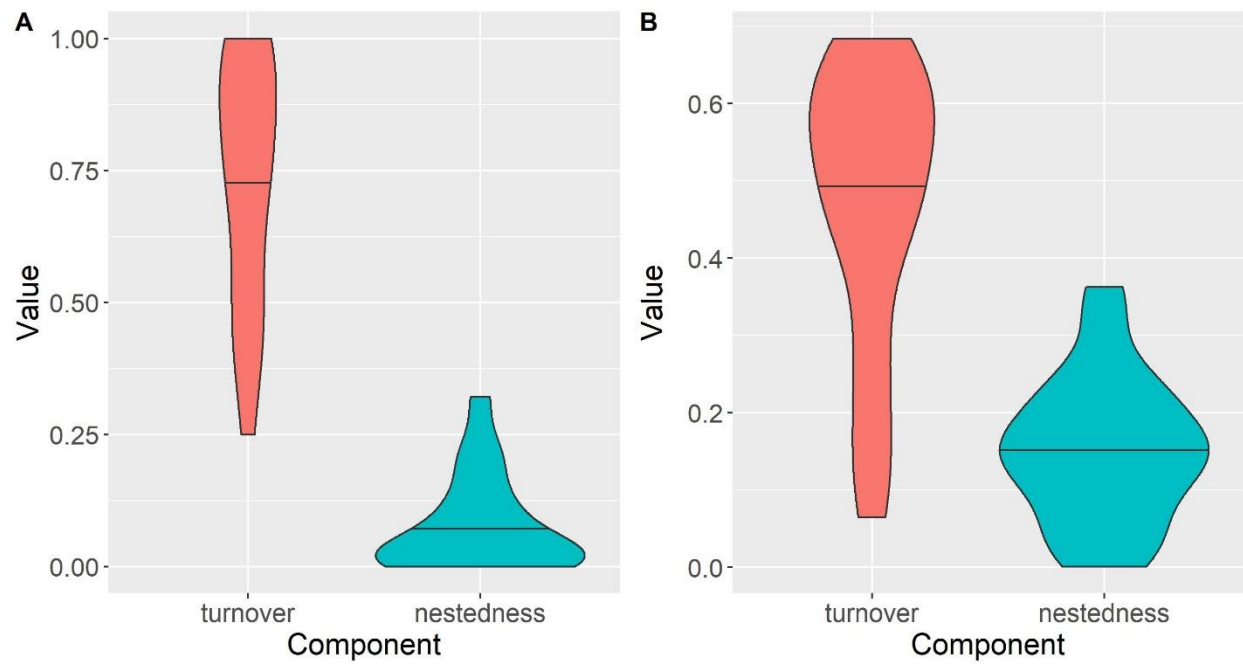 A
Value
1.00
0.75
0.50
0.25
0.00
turnover nestedness
Component
B
Value
0.6
0.4
0.2
0.0
turnover nestedness
Component